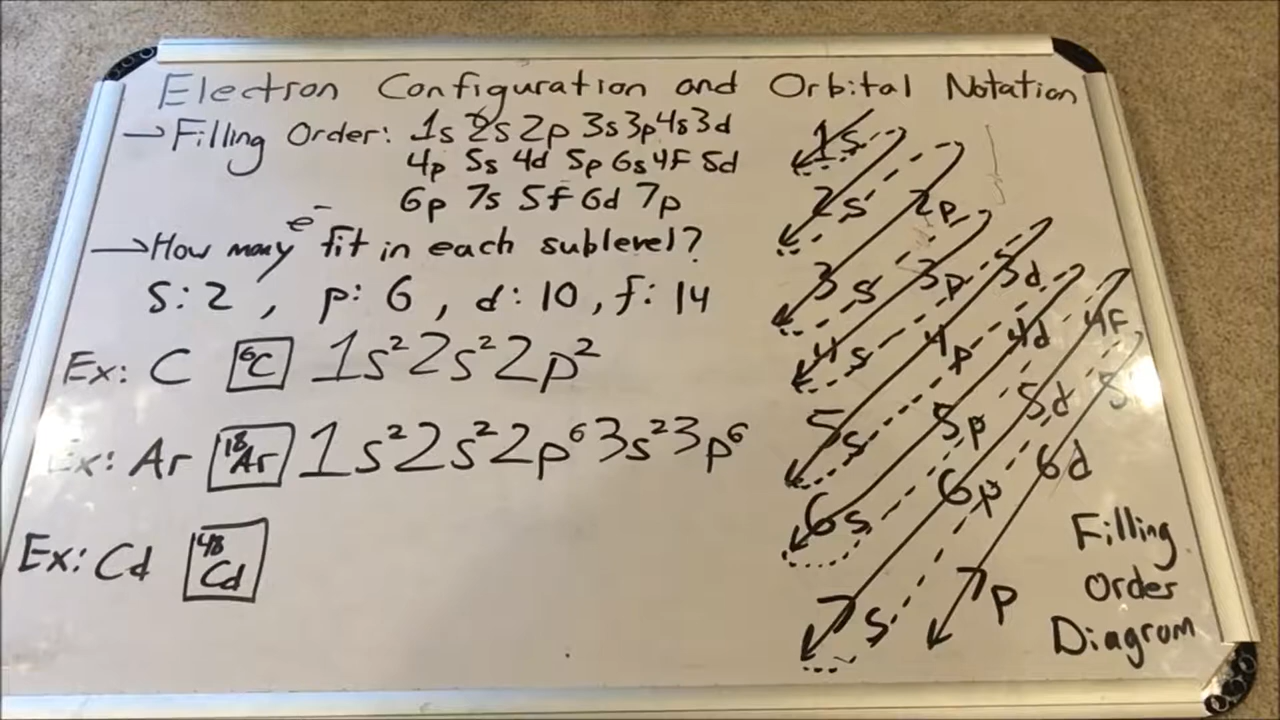 Electron Configuration and Orbital Notation
→ Filling Order: 1s 2s 2p 3s 3p 4s 3d
4p 5s 4d 5p 6s 4f 5d
6p 7s 5f 6d 7p
→ How many e⁻ fit in each sublevel?
s: 2, p: 6, d: 10, f: 14
Ex: C ⁶C 1s²2s²2p²
Ex: Ar ¹⁸Ar 1s²2s²2p⁶3s²3p⁶
Ex: Cd ⁴⁸Cd
1s
2s 2p
3s 3p 3d
4s 4p 4d 4f
5s 5p 5d
6s 6p 6d
7s 7p
Filling
Order
Diagram